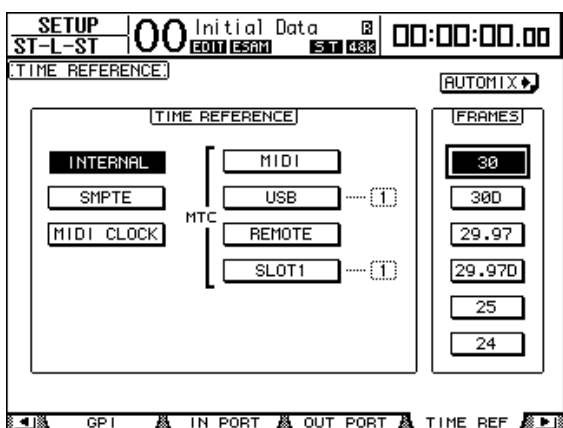 SETUP
ST-L-ST
00
Initial Data
EDIT ESAM
B
ST 48K
00:00:00.00
TIME REFERENCE
AUTOMIX
TIME REFERENCE
FRAMES
INTERNAL
MIDI
30
SMPTE
MTC
USB
1
30D
MIDI CLOCK
REMOTE
29.97
SLOT1
1
29.97D
25
24
GPI
IN PORT
OUT PORT
TIME REF